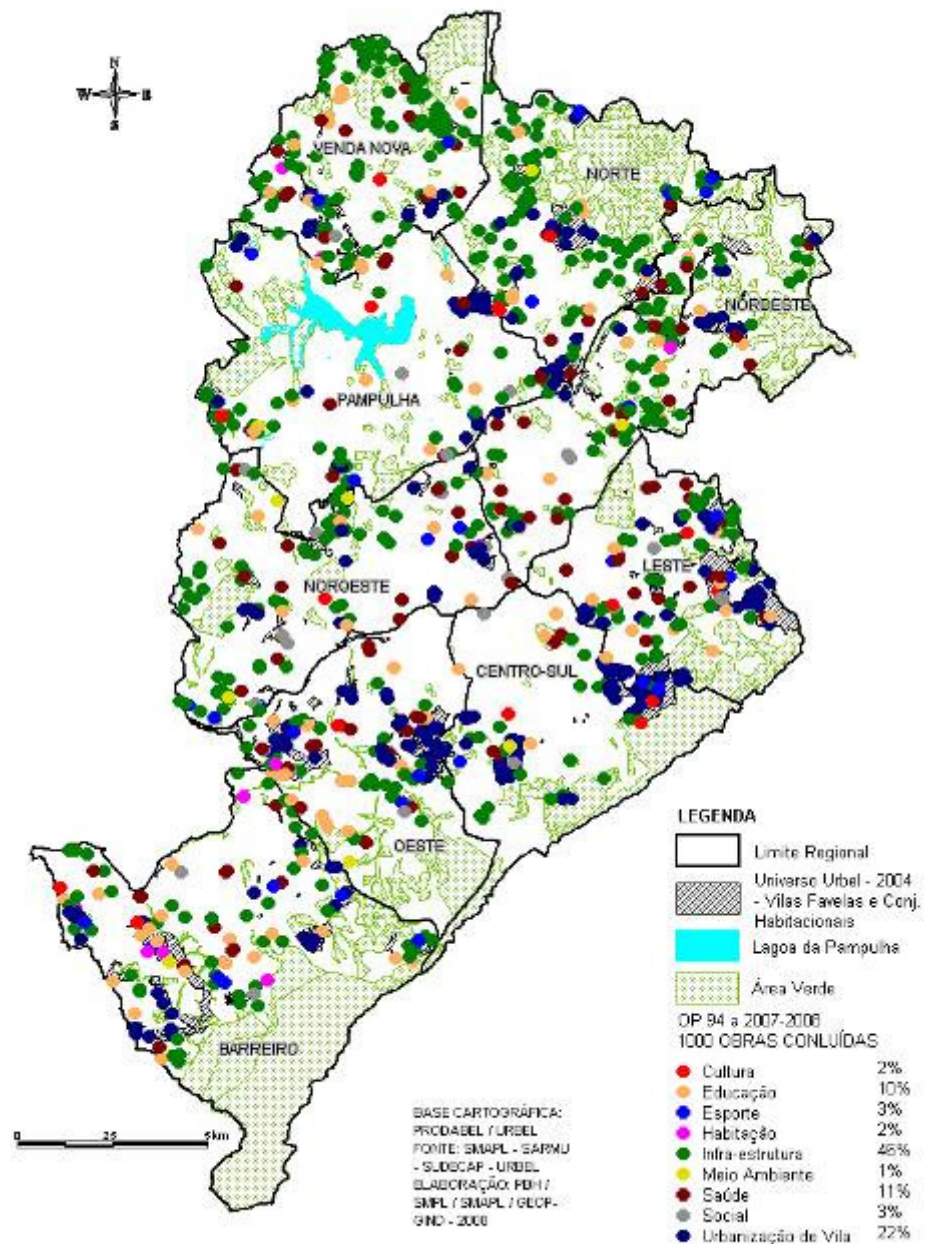 N
W E
S
VENDA NOVA
NORTE
NORDESTE
PAMPULHA
NOROESTE
LESTE
CENTRO-SUL
OESTE
BARREIRO
LEGENDA
Limite Regional
Universo Urbel - 2004
- Vilas Favelas e Conj.
Habitacionais
Lagoa da Pampulha
Área Verde
OP 94 a 2007-2008
1000 OBRAS CONLUÍDAS
Cultura 2%
Educação 10%
Esporte 3%
Habitação 2%
Infra-estrutura 46%
Meio Ambiente 1%
Saúde 11%
Social 3%
Urbanização de Vila 22%
BASE CARTOGRÁFICA:
PRODABEL / URBEL
FONTE: SMAPL - SARMU
- SUDECAP - URBEL
ELABORAÇÃO: PBH /
SMPL / SMAPL / GEOP-
- 2008
0 5km